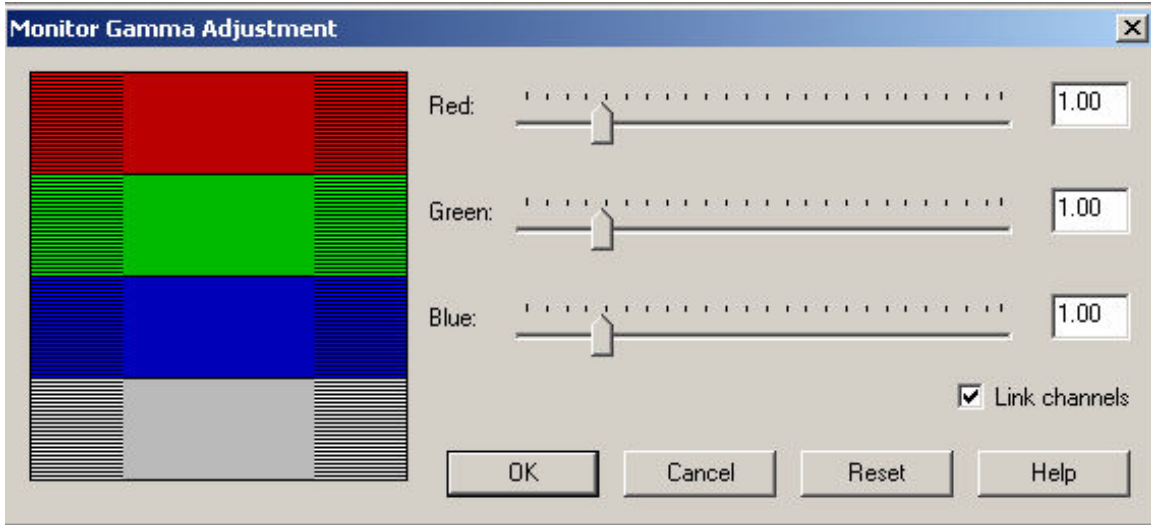 Monitor Gamma Adjustment
Red: 1.00
Green: 1.00
Blue: 1.00
Link channels
OK Cancel Reset Help